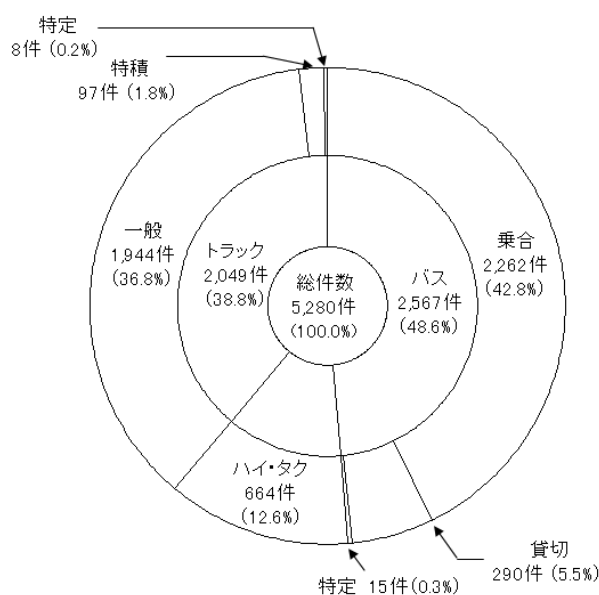 特定
8件 (0.2%)
特積
97件 (1.8%)
一般
1,944件
(36.8%)
トラック
2,049件
(38.8%)
総件数
5,280件
(100.0%)
バス
2,567件
(48.6%)
乗合
2,262件
(42.8%)
ハイ・タク
664件
(12.6%)
貸切
290件 (5.5%)
特定 15件(0.3%)